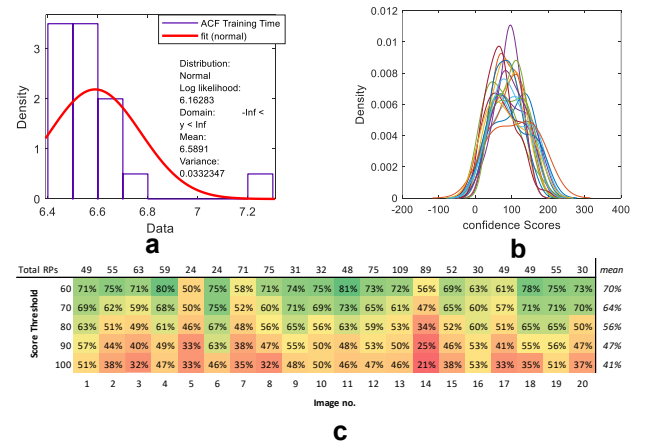 ACF Training Time
fit (normal)
Distribution:
Normal
Log likelihood:
6.16283
Domain: -Inf <
y < Inf
Mean:
6.5891
Variance:
0.0332347
Density
3
2
1
0
6.4 6.6 6.8 7 7.2
Data
a
Density
0.012
0.01
0.008
0.006
0.004
0.002
0
-200 -100 0 100 200 300 400
confidence Scores
b
Total RPs 49 55 63 59 24 24 71 75 31 32 48 75 109 89 52 30 49 49 55 30 mean
Score Threshold
60 71% 75% 71% 80% 50% 75% 58% 71% 74% 75% 81% 73% 72% 56% 69% 63% 61% 78% 75% 73% 70%
70 69% 62% 59% 68% 50% 75% 52% 60% 71% 69% 73% 65% 61% 47% 65% 60% 57% 71% 71% 70% 64%
80 63% 51% 49% 61% 46% 67% 48% 56% 65% 56% 63% 59% 53% 34% 52% 60% 51% 65% 65% 50% 56%
90 57% 44% 40% 49% 33% 63% 38% 47% 55% 50% 48% 53% 50% 25% 46% 53% 41% 55% 56% 47% 47%
100 51% 38% 32% 47% 33% 46% 35% 32% 48% 50% 46% 47% 46% 21% 38% 53% 33% 35% 51% 37% 41%
1 2 3 4 5 6 7 8 9 10 11 12 13 14 15 16 17 18 19 20
Image no.
c